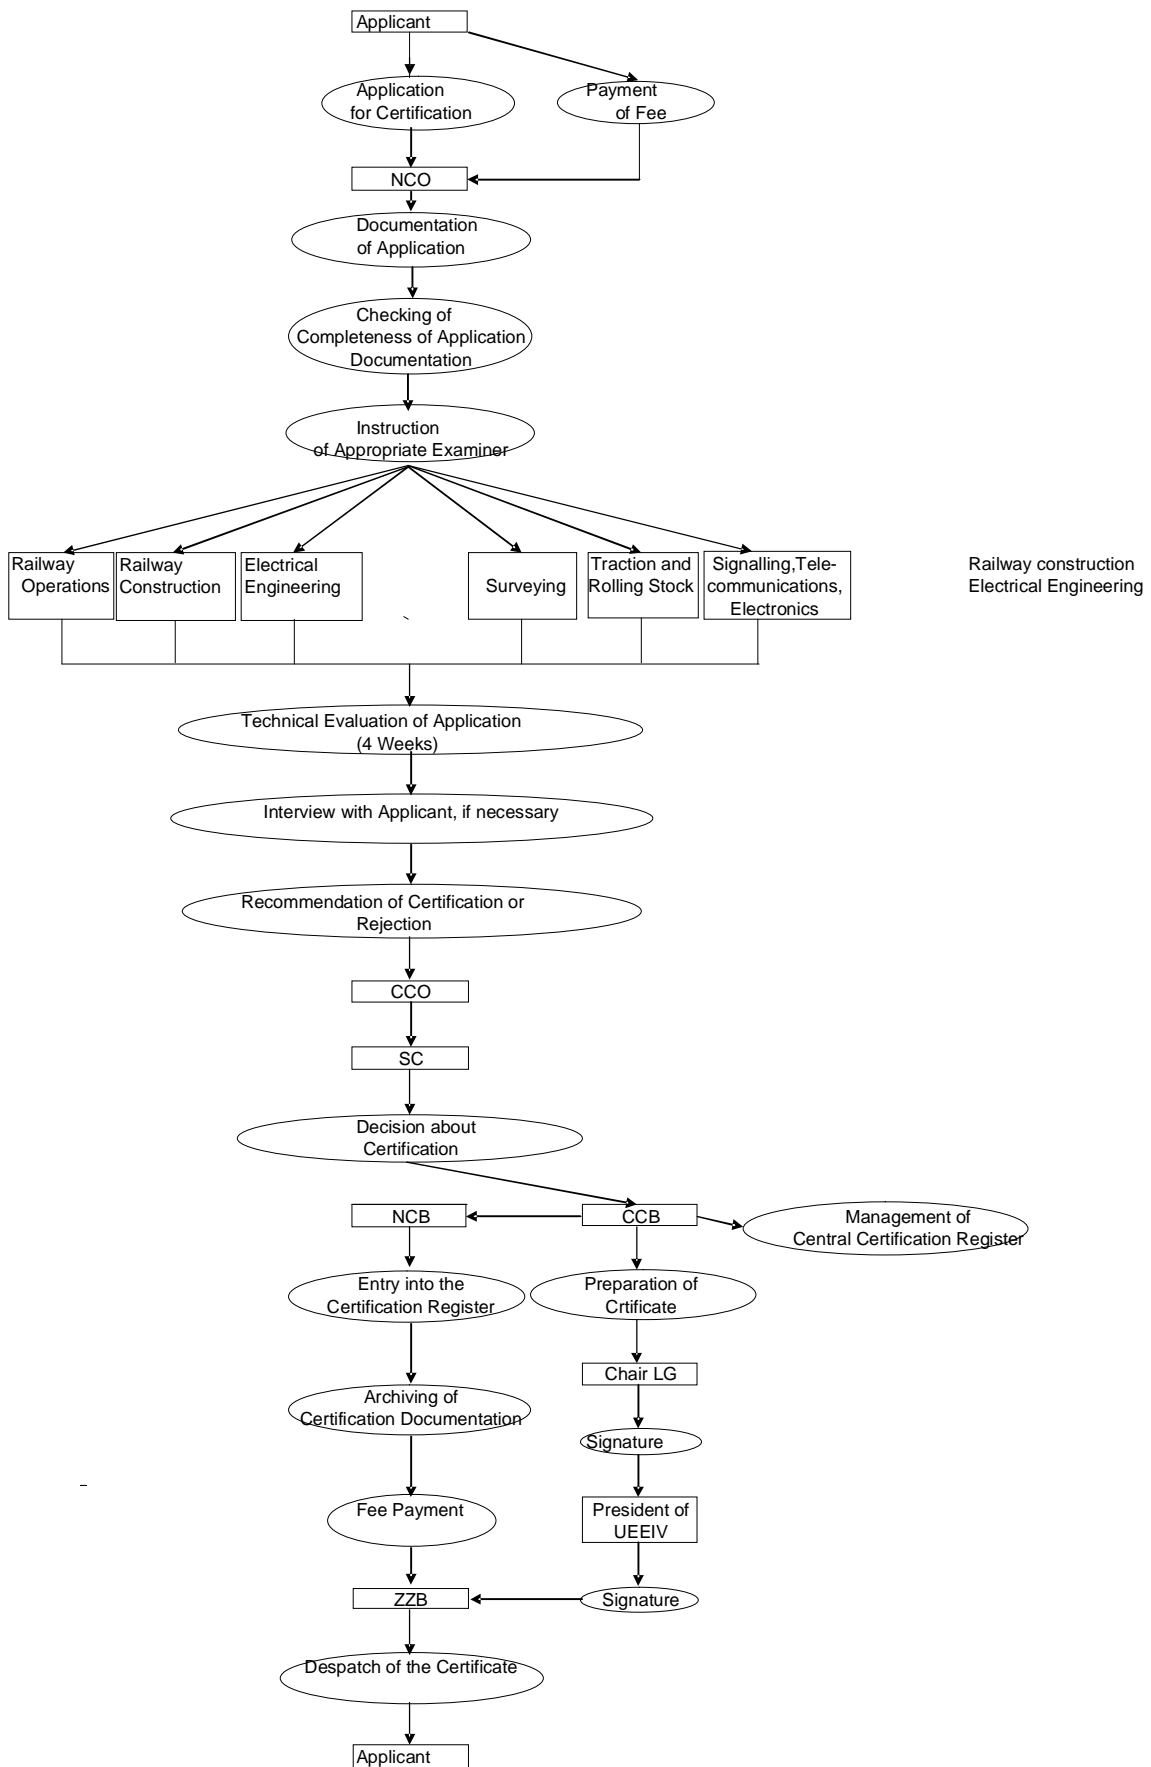 Applicant
Application
for Certification
Payment
of Fee
NCO
Documentation
of Application
Checking of
Completeness of Application
Documentation
Instruction
of Appropriate Examiner
Railway
Operations
Railway
Construction
Electrical
Engineering
Surveying
Traction and
Rolling Stock
Signalling,Tele-
communications,
Electronics
Railway construction
Electrical Engineering
Technical Evaluation of Application
(4 Weeks)
Interview with Applicant, if necessary
Recommendation of Certification or
Rejection
CCO
SC
Decision about
Certification
NCB
CCB
Management of
Central Certification Register
Entry into the
Certification Register
Preparation of
Crtificate
Chair LG
Archiving of
Certification Documentation
Signature
Fee Payment
President of
UEEIV
ZZB
Signature
Despatch of the Certificate
Applicant